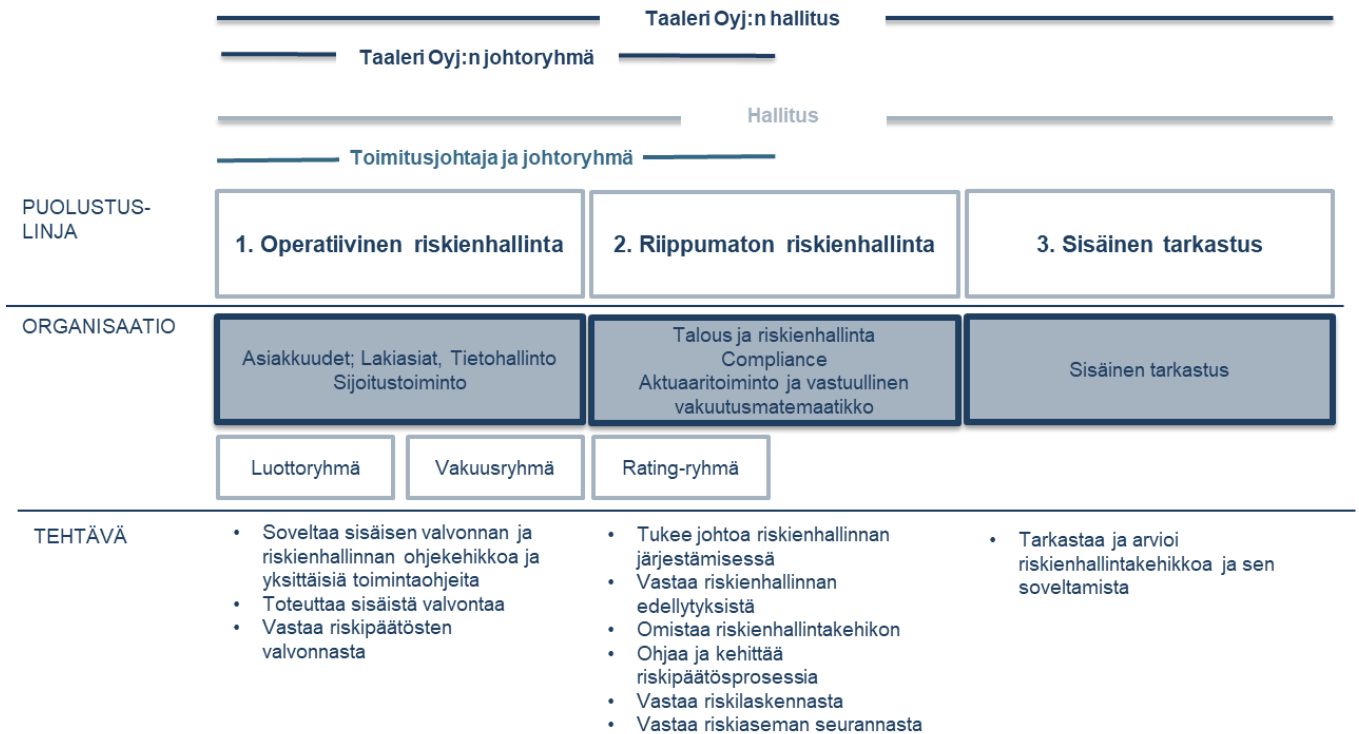 Taaleri Oyj:n hallitus
Taaleri Oyj:n johtoryhmä
Hallitus
Toimitusjohtaja ja johtoryhmä
PUOLUSTUS-
LINJA
1. Operatiivinen riskienhallinta
2. Riippumaton riskienhallinta
3. Sisäinen tarkastus
ORGANISAATIO
Asiakkuudet; Lakiasiat, Tietohallinto
Sijoitustoiminto
Talous ja riskienhallinta
Compliance
Aktuaaritoiminto ja vastuullinen
vakuutusmatemaatikko
Sisäinen tarkastus
Luottoryhmä
Vakuusryhmä
Rating-ryhmä
TEHTÄVÄ
• Soveltaa sisäisen valvonnan ja
riskienhallinnan ohjekehikkoa ja
yksittäisiä toimintaohjeita
• Toteuttaa sisäistä valvontaa
• Vastaa riskipäätösten
valvonnasta
• Tukee johtoa riskienhallinnan
järjestämisessä
• Vastaa riskienhallinnan
edellytyksistä
• Omistaa riskienhallintakehikon
• Ohjaa ja kehittää
riskipäätösprosessia
• Vastaa riskilaskennasta
• Vastaa riskiaseman seurannasta
• Tarkastaa ja arvioi
riskienhallintakehikkoa ja sen
soveltamista